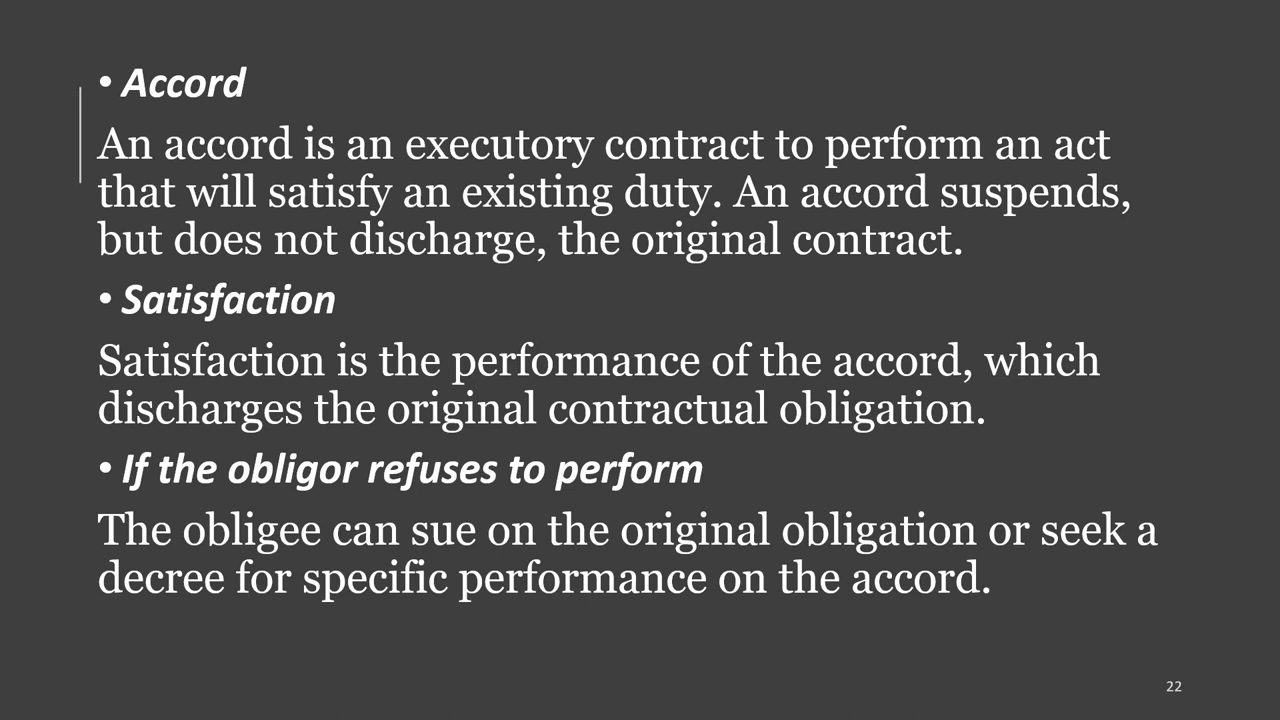 • Accord
An accord is an executory contract to perform an act
that will satisfy an existing duty. An accord suspends,
but does not discharge, the original contract.
• Satisfaction
Satisfaction is the performance of the accord, which
discharges the original contractual obligation.
• If the obligor refuses to perform
The obligee can sue on the original obligation or seek a
decree for specific performance on the accord.
22